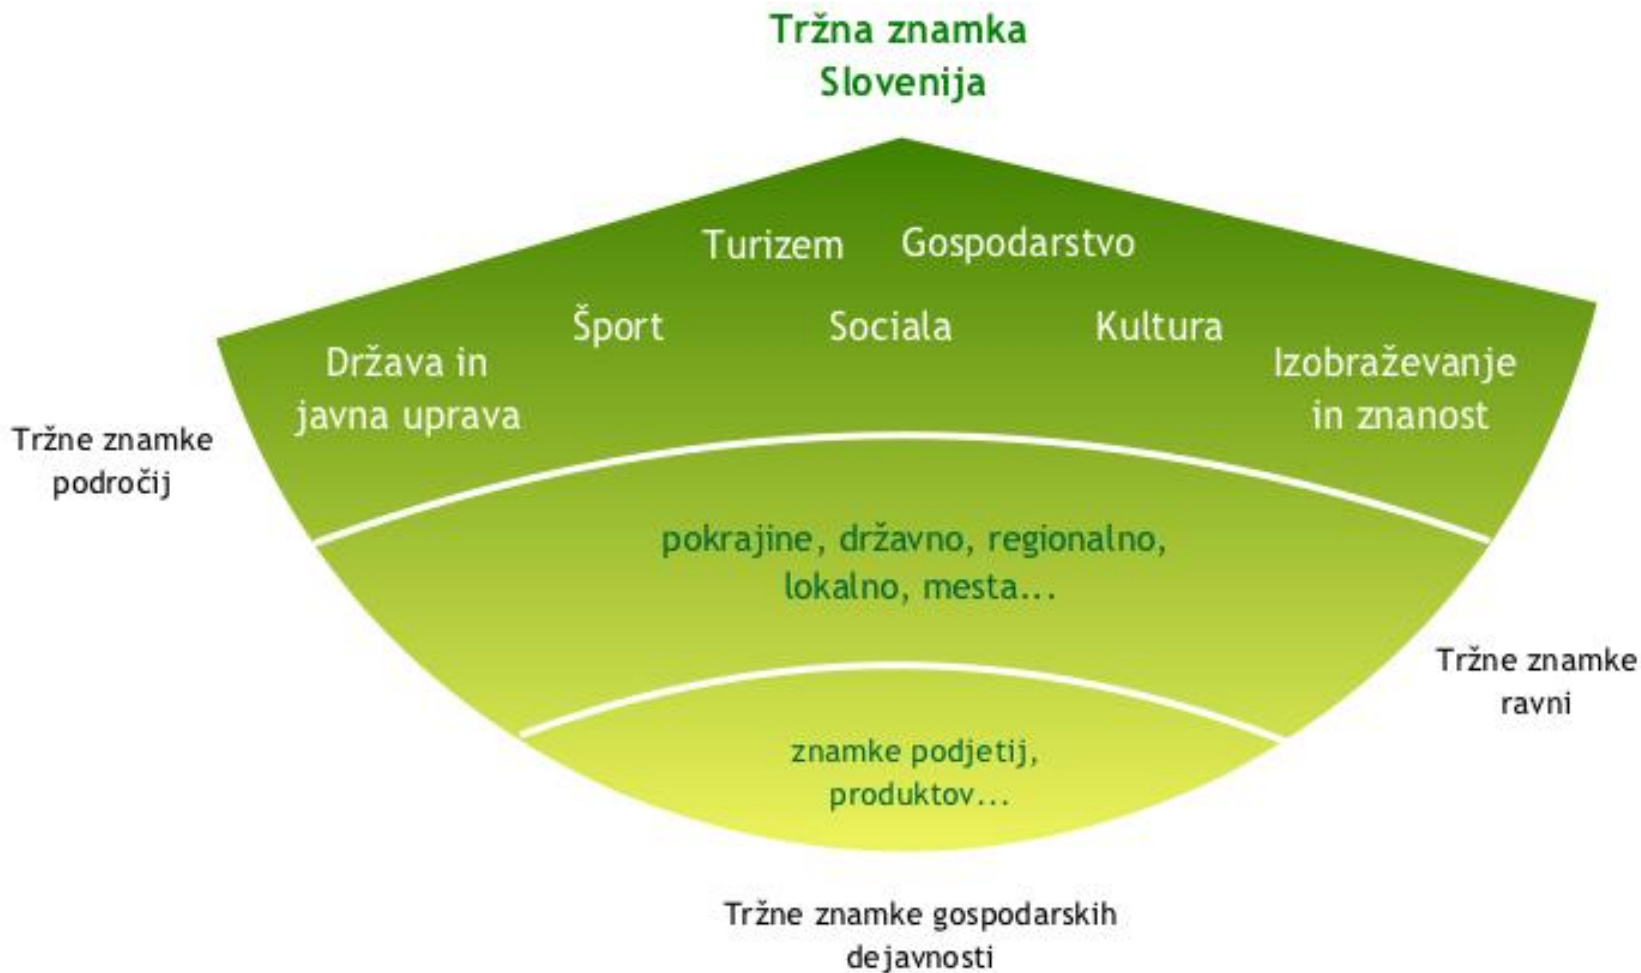 Tržna znamka
Slovenija
Turizem
Gospodarstvo
Šport
Sociala
Kultura
Država in
javna uprava
Izobraževanje
in znanost
Tržne znamke
področij
pokrajine, državno, regionalno,
lokalno, mesta...
Tržne znamke
ravni
znamke podjetij,
produktov...
Tržne znamke gospodarskih
dejavnosti